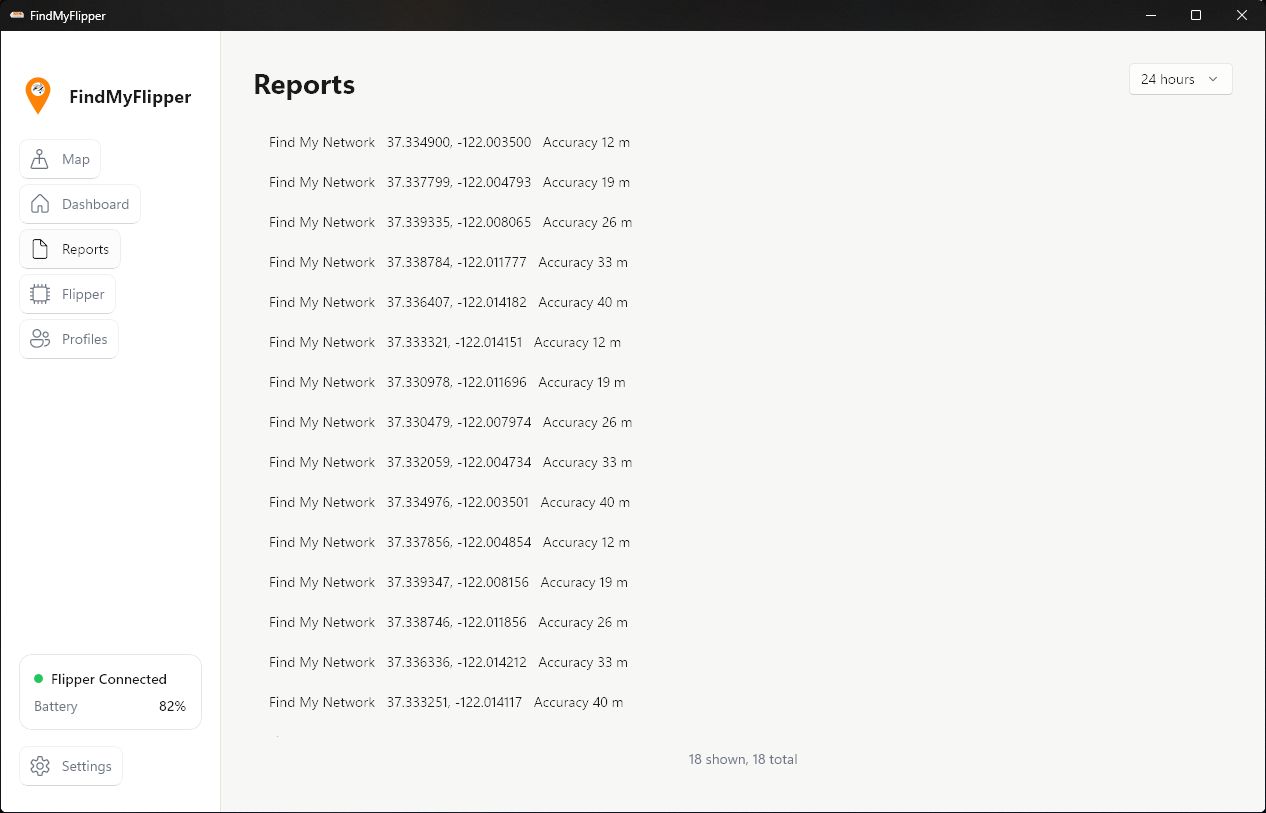 FindMyFlipper
FindMyFlipper
Map
Dashboard
Reports
Flipper
Profiles
Flipper Connected
Battery 82%
Settings
Reports
24 hours
Find My Network 37.334900, -122.003500 Accuracy 12 m
Find My Network 37.337799, -122.004793 Accuracy 19 m
Find My Network 37.339335, -122.008065 Accuracy 26 m
Find My Network 37.338784, -122.011777 Accuracy 33 m
Find My Network 37.336407, -122.014182 Accuracy 40 m
Find My Network 37.333321, -122.014151 Accuracy 12 m
Find My Network 37.330978, -122.011696 Accuracy 19 m
Find My Network 37.330479, -122.007974 Accuracy 26 m
Find My Network 37.332059, -122.004734 Accuracy 33 m
Find My Network 37.334976, -122.003501 Accuracy 40 m
Find My Network 37.337856, -122.004854 Accuracy 12 m
Find My Network 37.339347, -122.008156 Accuracy 19 m
Find My Network 37.338746, -122.011856 Accuracy 26 m
Find My Network 37.336336, -122.014212 Accuracy 33 m
Find My Network 37.333251, -122.014117 Accuracy 40 m
18 shown, 18 total